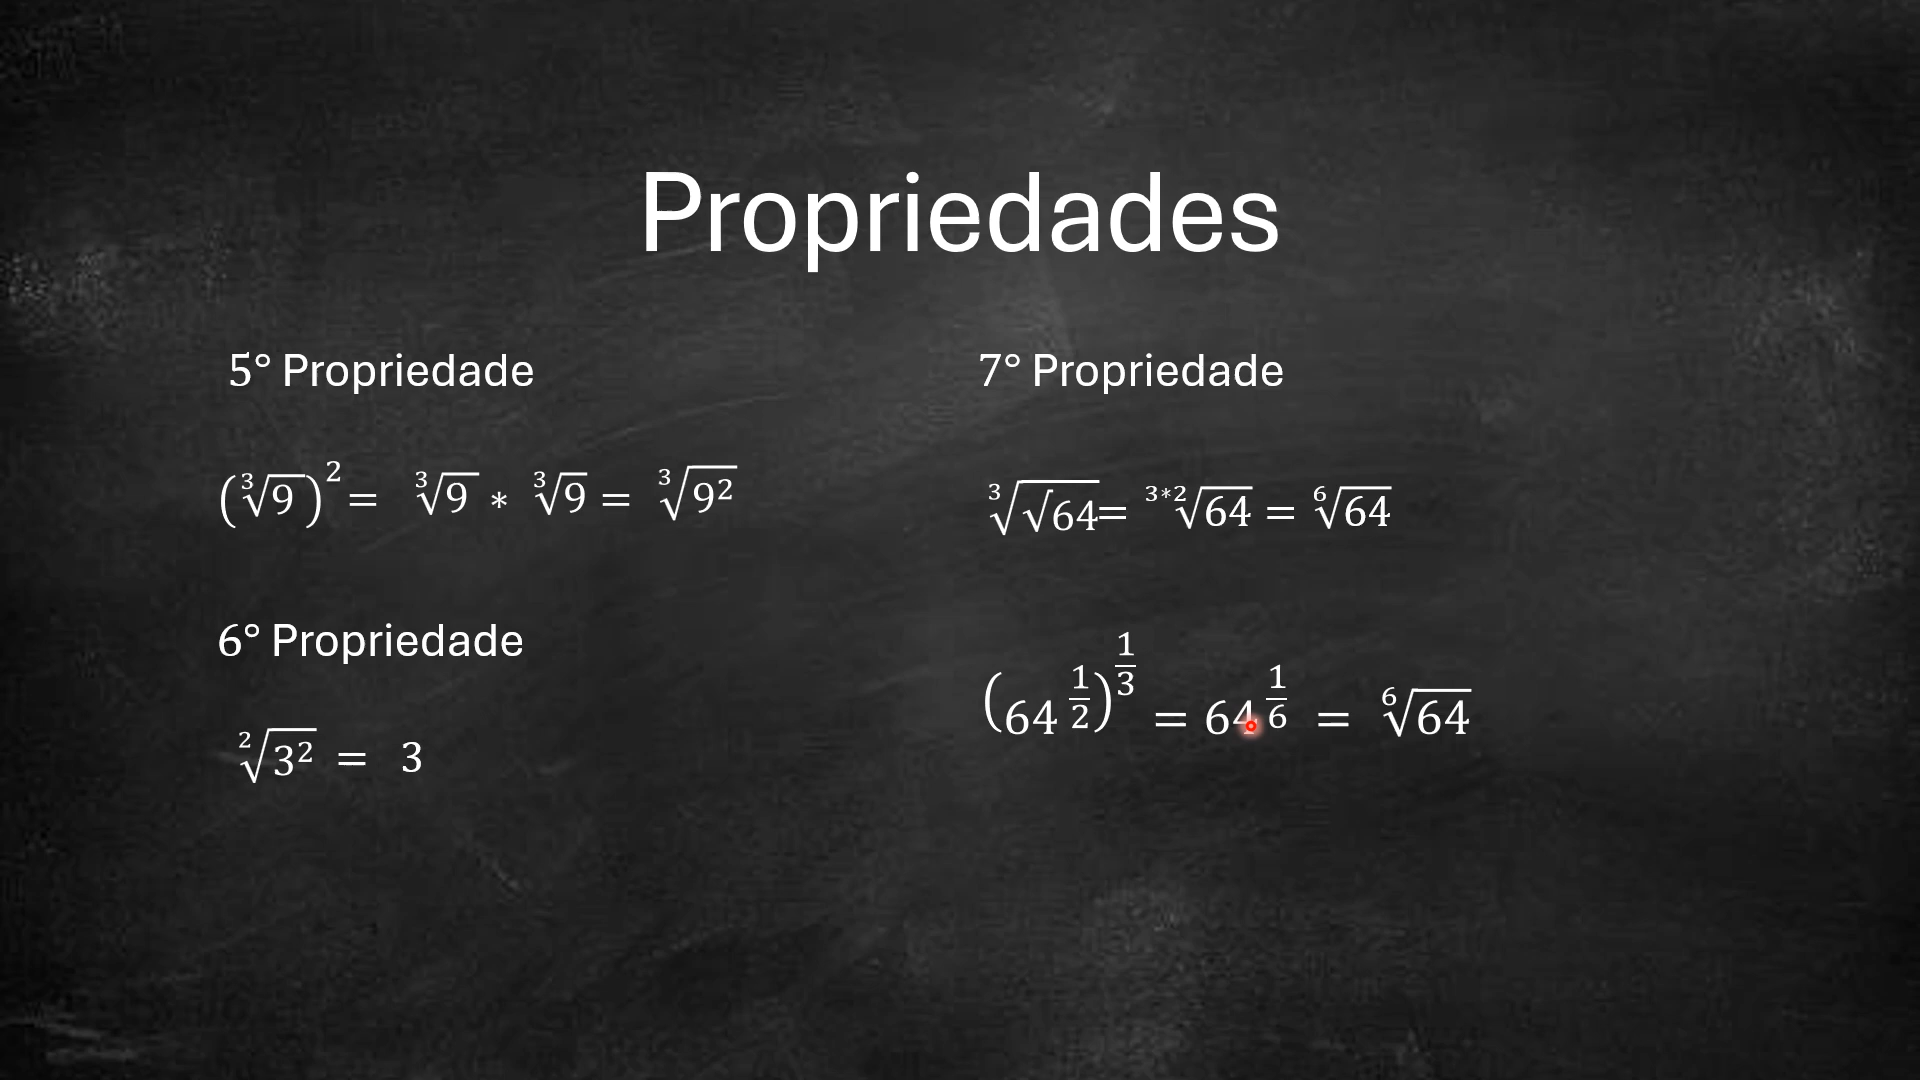 Propriedades
5° Propriedade
(∛9)² = ∛9 * ∛9 = ∛9²
6° Propriedade
²√3² = 3
7° Propriedade
∛√64= ³*²√64 = ⁶√64
(64^(1/2))^(1/3) = 64^(1/6) = ⁶√64